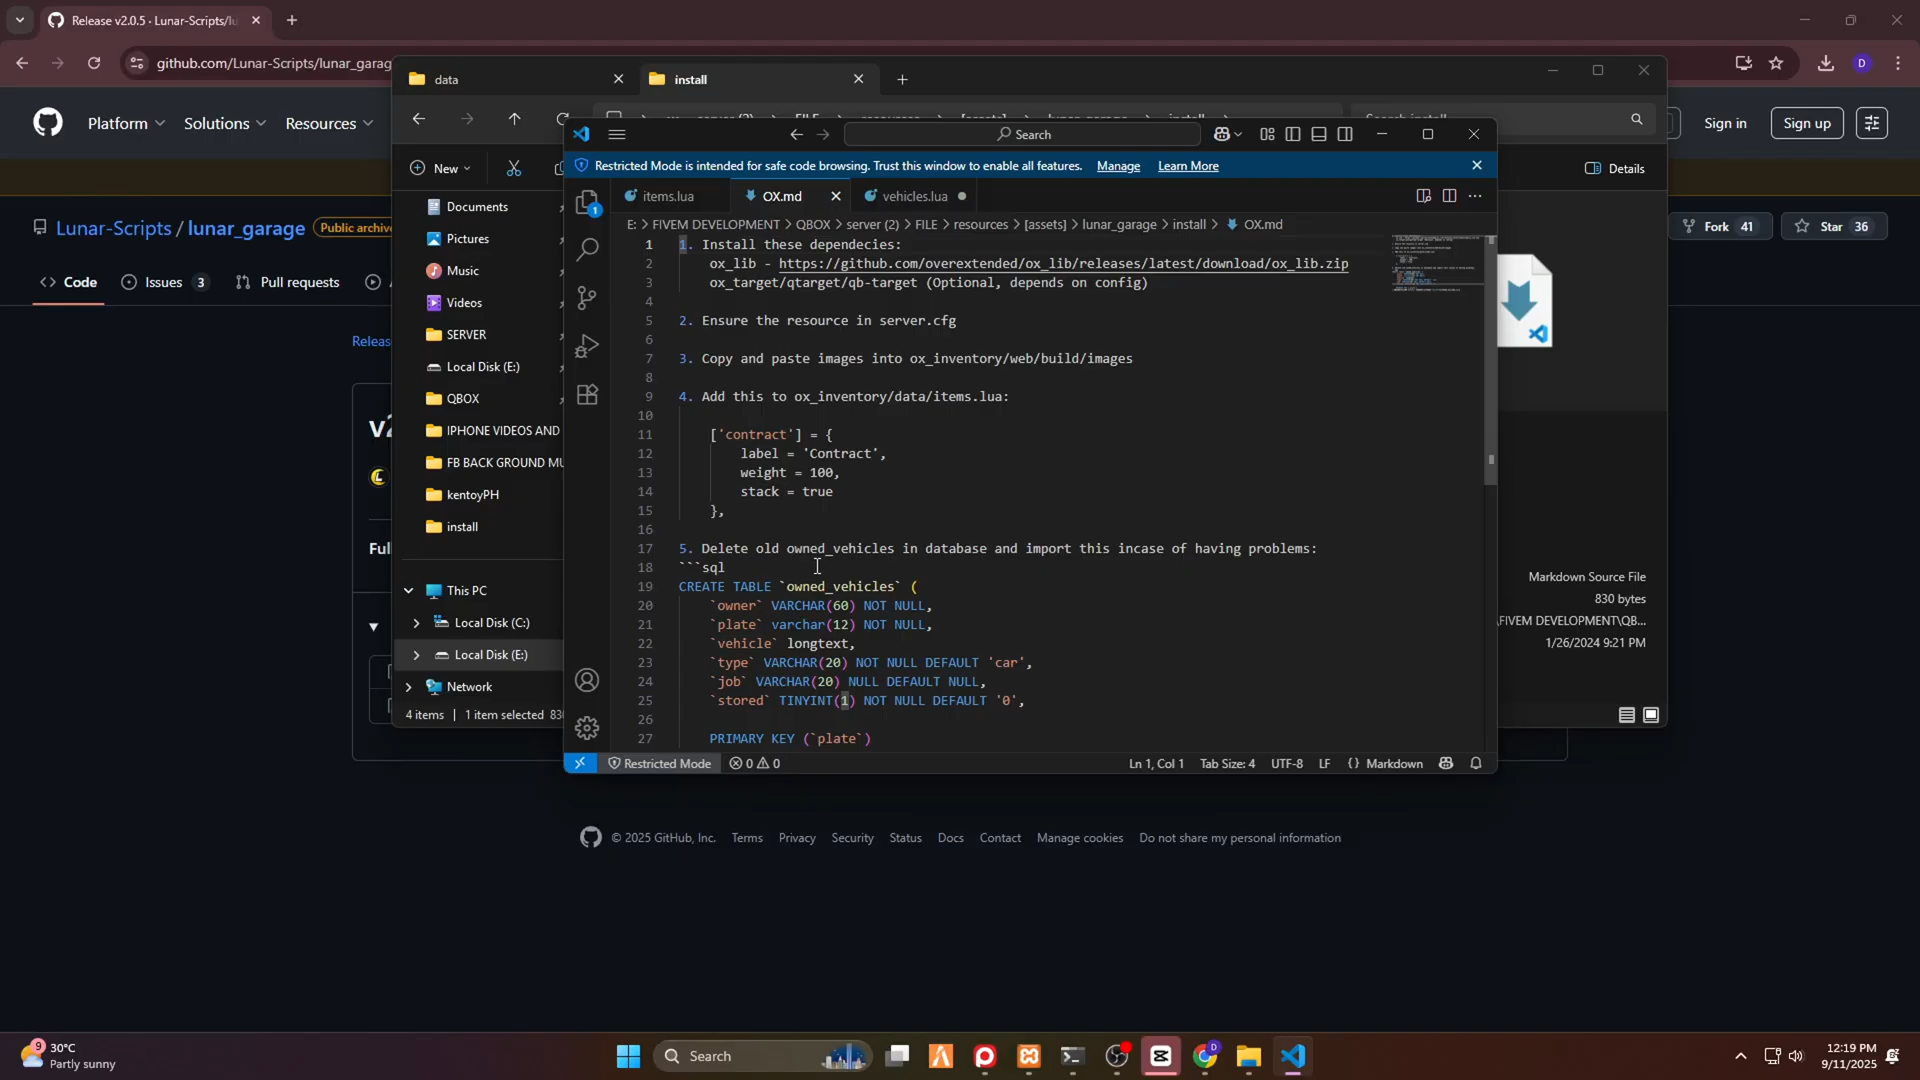 Release v2.0.5 · Lunar-Scripts/lu
github.com/Lunar-Scripts/lunar_garag
Platform
Solutions
Resources
Sign in
Sign up
Lunar-Scripts / lunar_garage
Public archive
Fork 41
Star 36
Code
Issues 3
Pull requests
Releas
Full
data
install
New
Details
Documents
Pictures
Music
Videos
SERVER
Local Disk (E:)
QBOX
IPHONE VIDEOS AND
FB BACK GROUND MU
kentoyPH
install
This PC
Local Disk (C:)
Local Disk (E:)
Network
4 items | 1 item selected 830
Markdown Source File
830 bytes
\FIVEM DEVELOPMENT\QB...
1/26/2024 9:21 PM
Search
Restricted Mode is intended for safe code browsing. Trust this window to enable all features. Manage Learn More
items.lua
OX.md
vehicles.lua
E: > FIVEM DEVELOPMENT > QBOX > server (2) > FILE > resources > [assets] > lunar_garage > install > OX.md
1 1. Install these dependecies:
2 ox_lib - https://github.com/overextended/ox_lib/releases/latest/download/ox_lib.zip
3 ox_target/qtarget/qb-target (Optional, depends on config)
4
5 2. Ensure the resource in server.cfg
6
7 3. Copy and paste images into ox_inventory/web/build/images
8
9 4. Add this to ox_inventory/data/items.lua:
10
11 ['contract'] = {
12 label = 'Contract',
13 weight = 100,
14 stack = true
15 },
16
17 5. Delete old owned_vehicles in database and import this incase of having problems:
18 ```sql
19 CREATE TABLE `owned_vehicles` (
20 `owner` VARCHAR(60) NOT NULL,
21 `plate` varchar(12) NOT NULL,
22 `vehicle` longtext,
23 `type` VARCHAR(20) NOT NULL DEFAULT 'car',
24 `job` VARCHAR(20) NULL DEFAULT NULL,
25 `stored` TINYINT(1) NOT NULL DEFAULT '0',
26
27 PRIMARY KEY (`plate`)
Restricted Mode
0 0
Ln 1, Col 1
Tab Size: 4
UTF-8
LF
{} Markdown
© 2025 GitHub, Inc. Terms Privacy Security Status Docs Contact Manage cookies Do not share my personal information
9
30°C
Partly sunny
Search
12:19 PM
9/11/2025